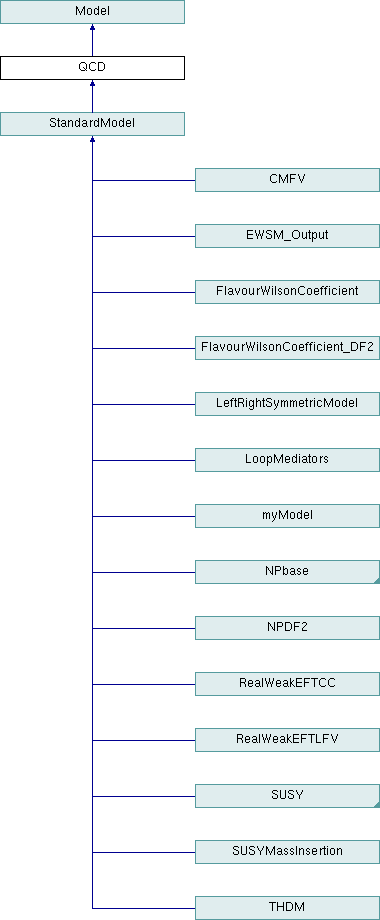 Model
QCD
StandardModel
CMFV
EWSM_Output
FlavourWilsonCoefficient
FlavourWilsonCoefficient_DF2
LeftRightSymmetricModel
LoopMediators
myModel
NPbase
NPDF2
RealWeakEFTCC
RealWeakEFTLFV
SUSY
SUSYMassInsertion
THDM